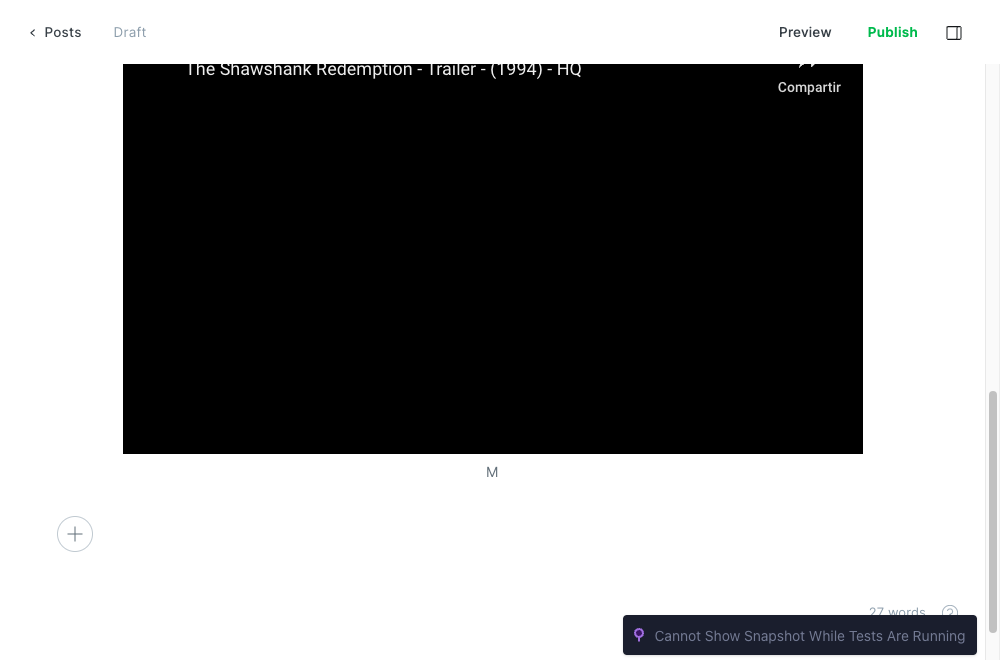 Posts
Draft
Preview
Publish
The Shawshank Redemption - Trailer - (1994) - HQ
Compartir
M
27 words
Cannot Show Snapshot While Tests Are Running